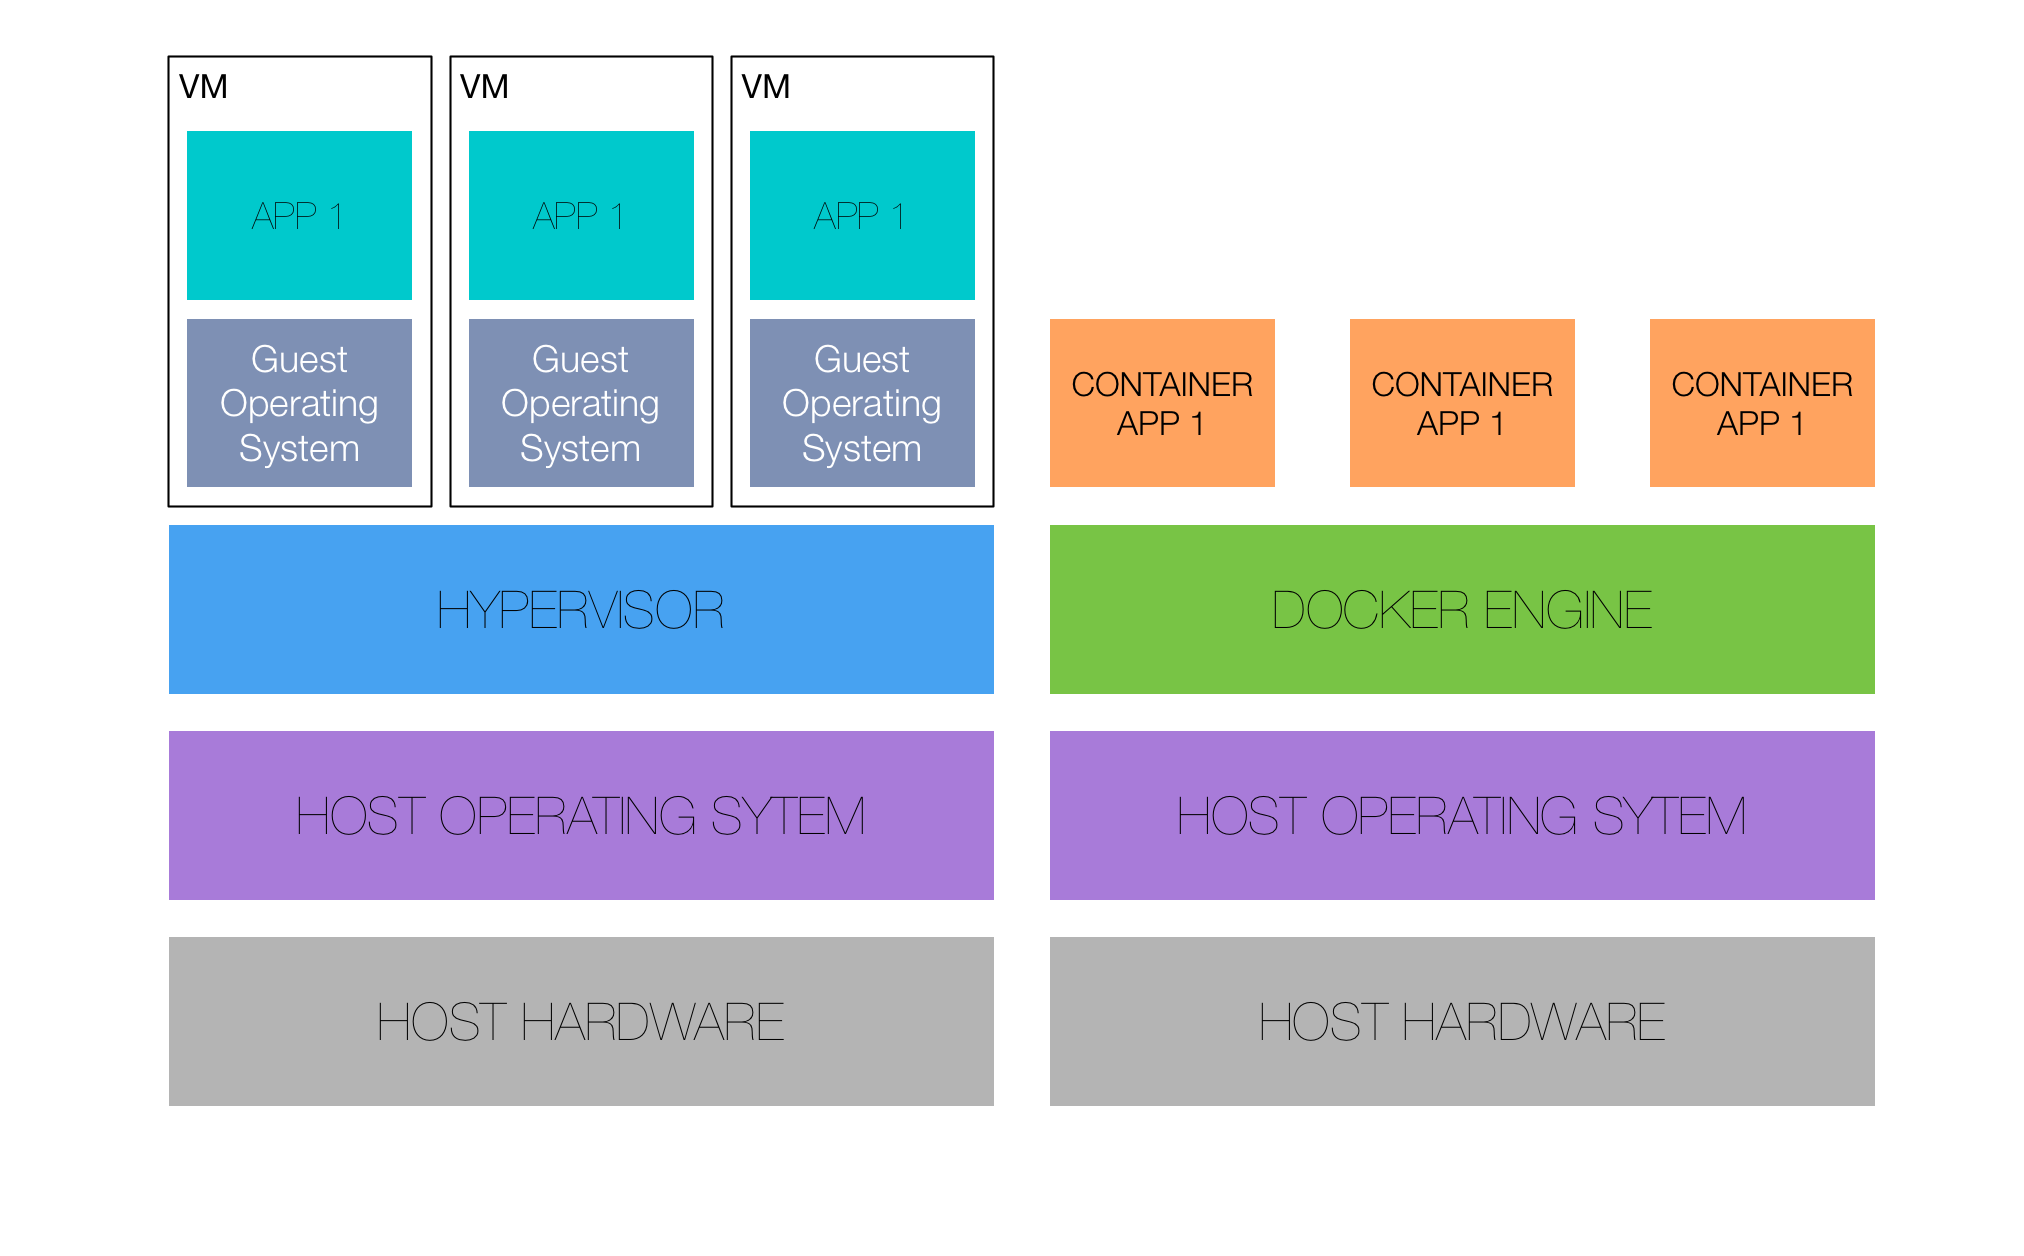 VM
APP 1
Guest
Operating
System
VM
APP 1
Guest
Operating
System
VM
APP 1
Guest
Operating
System
HYPERVISOR
HOST OPERATING SYTEM
HOST HARDWARE
CONTAINER
APP 1
CONTAINER
APP 1
CONTAINER
APP 1
DOCKER ENGINE
HOST OPERATING SYTEM
HOST HARDWARE